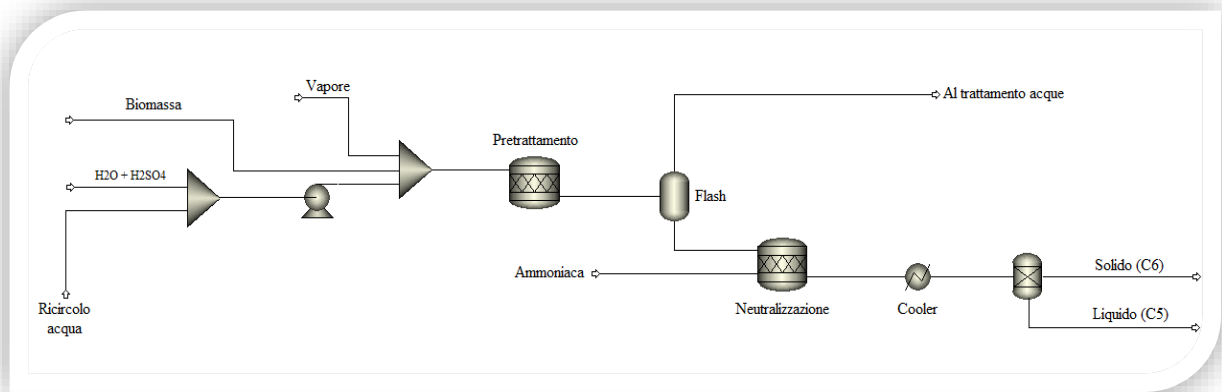 Vapore
Al trattamento acque
Biomassa
Pretrattamento
H2O + H2SO4
Flash
Ammoniaca
Solido (C6)
Ricircolo
acqua
Neutralizzazione
Cooler
Liquido (C5)